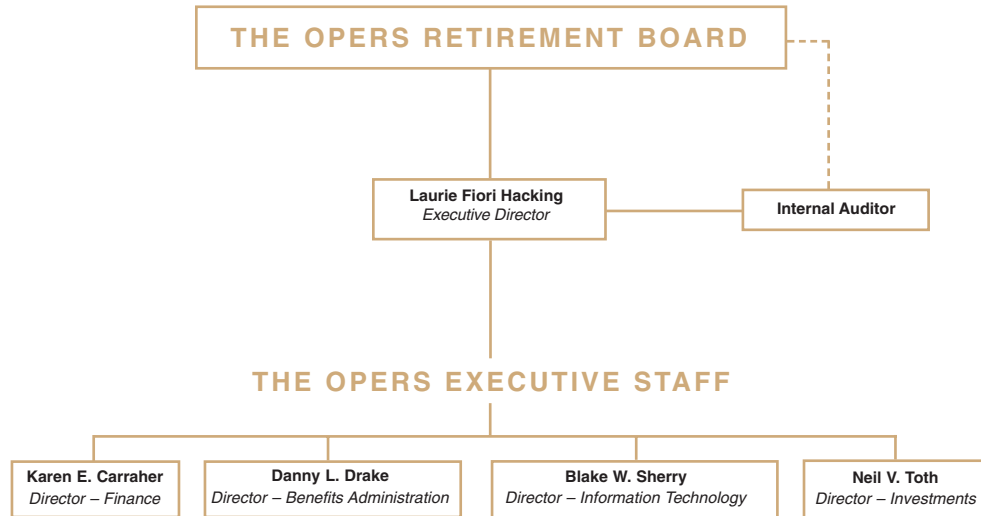 THE OPERS RETIREMENT BOARD
Laurie Fiori Hacking
Executive Director
Internal Auditor
THE OPERS EXECUTIVE STAFF
Karen E. Carraher
Director – Finance
Danny L. Drake
Director – Benefits Administration
Blake W. Sherry
Director – Information Technology
Neil V. Toth
Director – Investments